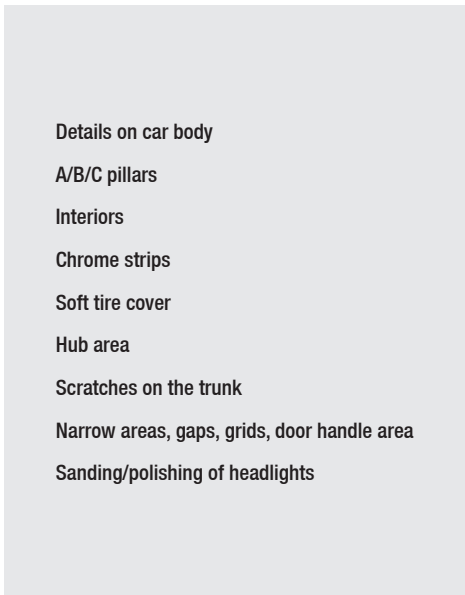 Details on car body
A/B/C pillars
Interiors
Chrome strips
Soft tire cover
Hub area
Scratches on the trunk
Narrow areas, gaps, grids, door handle area
Sanding/polishing of headlights